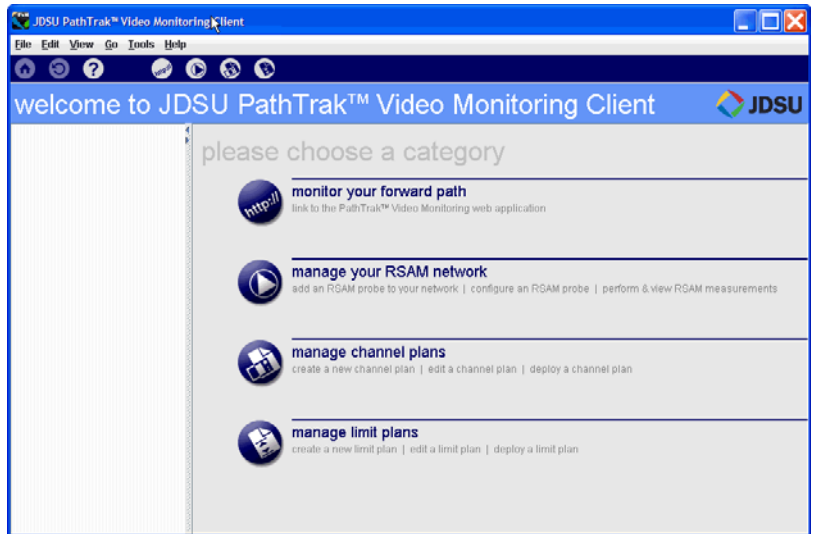 JDSU PathTrak™ Video Monitoring Client
File Edit View Go Tools Help
http://
welcome to JDSU PathTrak™ Video Monitoring Client
JDSU
please choose a category
http://
monitor your forward path
link to the PathTrak™ Video Monitoring web application
manage your RSAM network
add an RSAM probe to your network | configure an RSAM probe | perform & view RSAM measurements
manage channel plans
create a new channel plan | edit a channel plan | deploy a channel plan
manage limit plans
create a new limit plan | edit a limit plan | deploy a limit plan